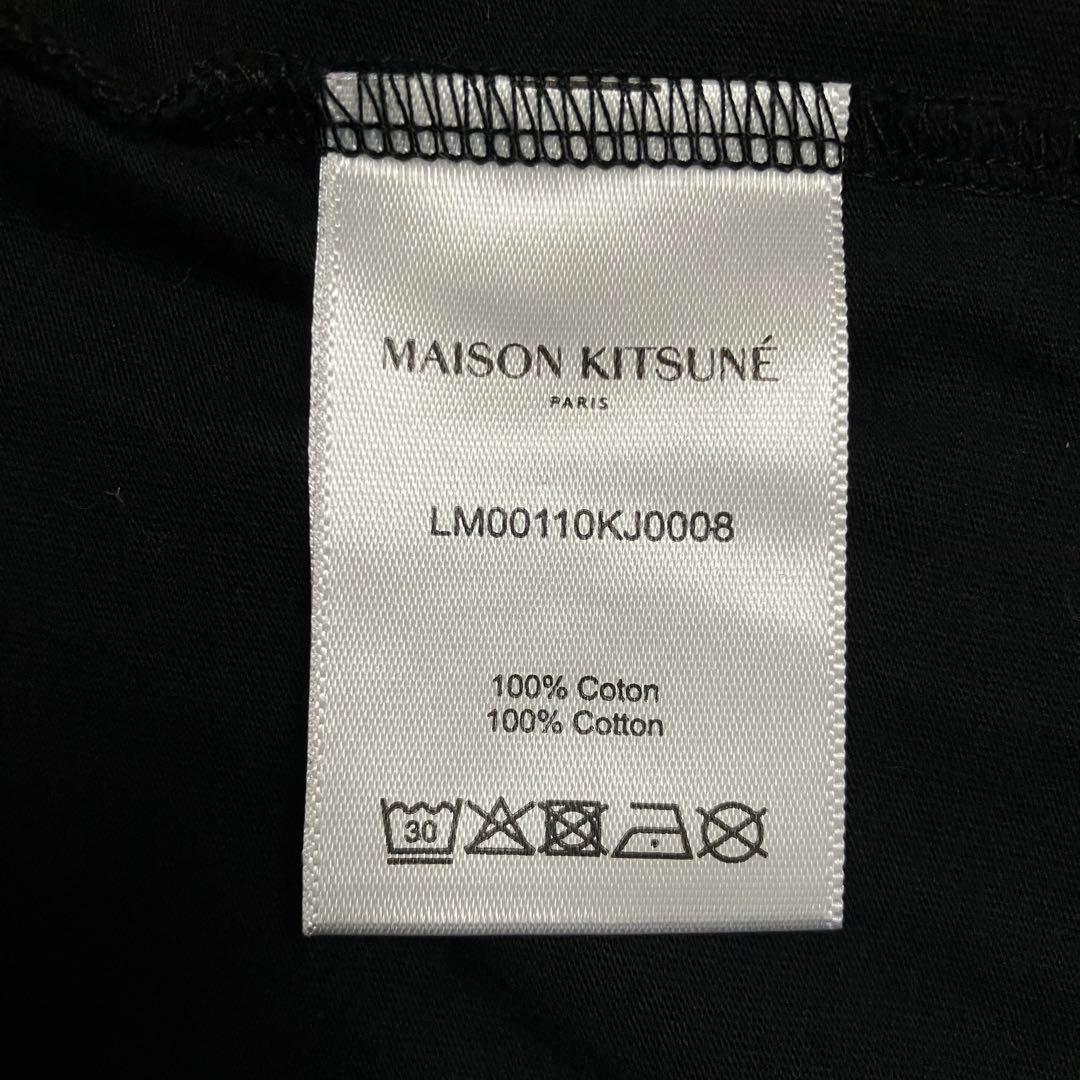 MAISON KITSUNÉ
PARIS
LM00110KJ0008
100% Coton
100% Cotton
30